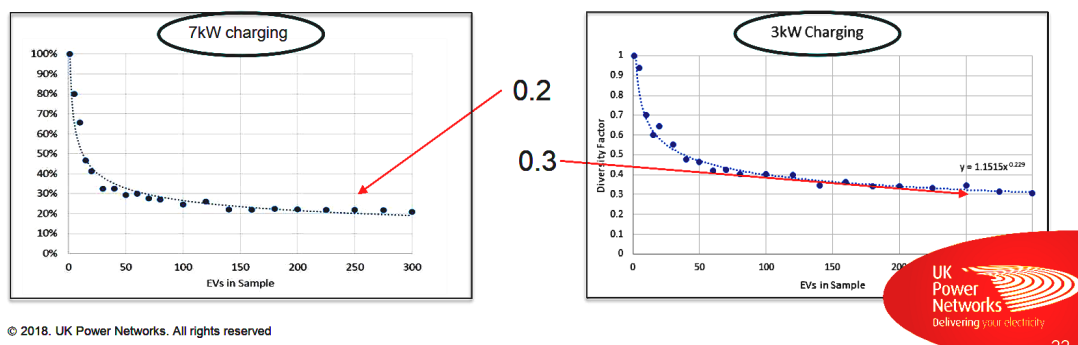 7kW charging
100%
90%
80%
70%
60%
50%
40%
30%
20%
10%
0%
0 50 100 150 200 250 300
EVs in Sample
0.2
0.3
3kW Charging
Diversity Factor
1
0.9
0.8
0.7
0.6
0.5
0.4
0.3
0.2
0.1
0
y = 1.1515x^0.229
0 50 100 150 200
EVs in Sample
UK
Power
Networks
Delivering your electricity
© 2018. UK Power Networks. All rights reserved